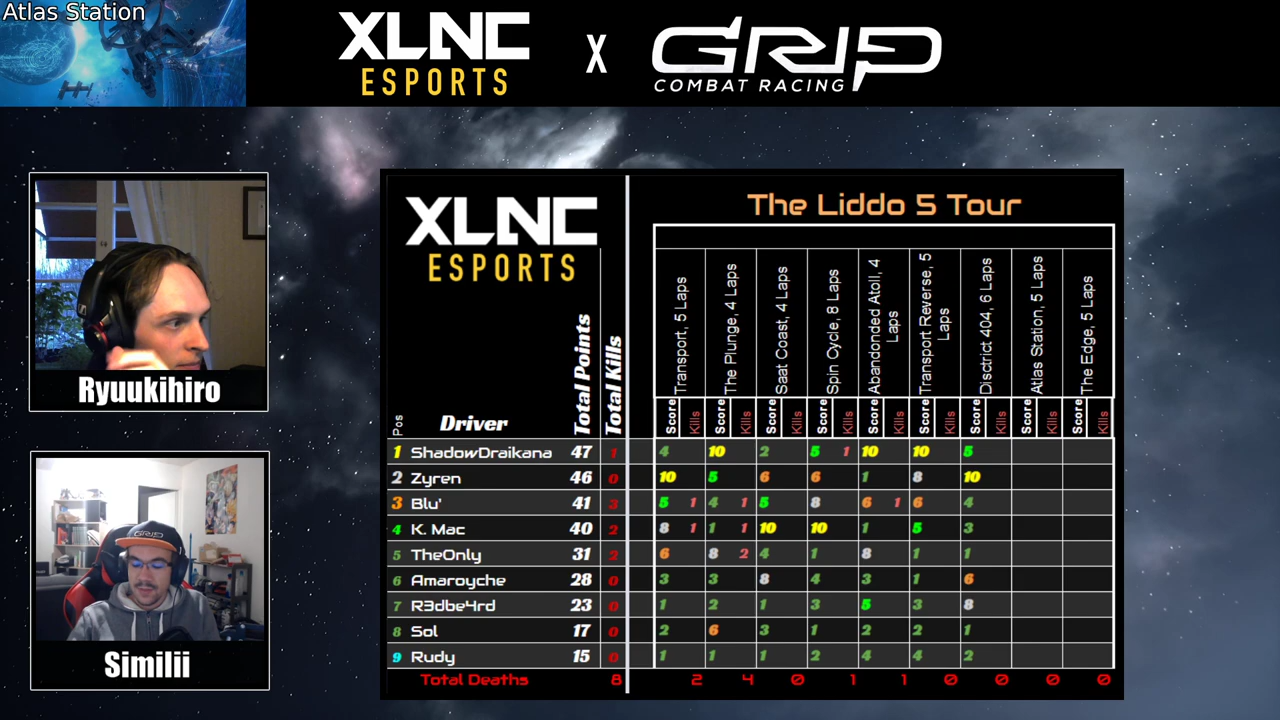 Atlas Station
XLNC
ESPORTS
X
GRIP
COMBAT RACING
Ryuukihiro
Similii
XLNC
ESPORTS
The Liddo 5 Tour
Pos Driver Total Points Total Kills
Transport, 5 Laps
The Plunge, 4 Laps
Saat Coast, 4 Laps
Spin Cycle, 8 Laps
Abandonded Atoll, 4 Laps
Transport Reverse, 5 Laps
Disctrict 404, 6 Laps
Atlas Station, 5 Laps
The Edge, 5 Laps
Score Kills Score Kills Score Kills Score Kills Score Kills Score Kills Score Kills Score Kills Score Kills
1 ShadowDraikana 47 1 4 10 2 5 1 10 10 5
2 Zyren 46 0 10 5 6 6 1 8 10
3 Blu' 41 3 5 1 4 1 5 8 6 1 6 4
4 K. Mac 40 2 8 1 1 1 10 10 1 5 3
5 TheOnly 31 2 6 8 2 4 1 8 1 1
6 Amaroyche 28 0 3 3 8 4 3 1 6
7 R3dbe4rd 23 0 1 2 1 3 5 3 8
8 Sol 17 0 2 6 3 1 2 2 1
9 Rudy 15 0 1 1 1 2 4 4 2
Total Deaths 8 2 4 0 1 1 0 0 0 0